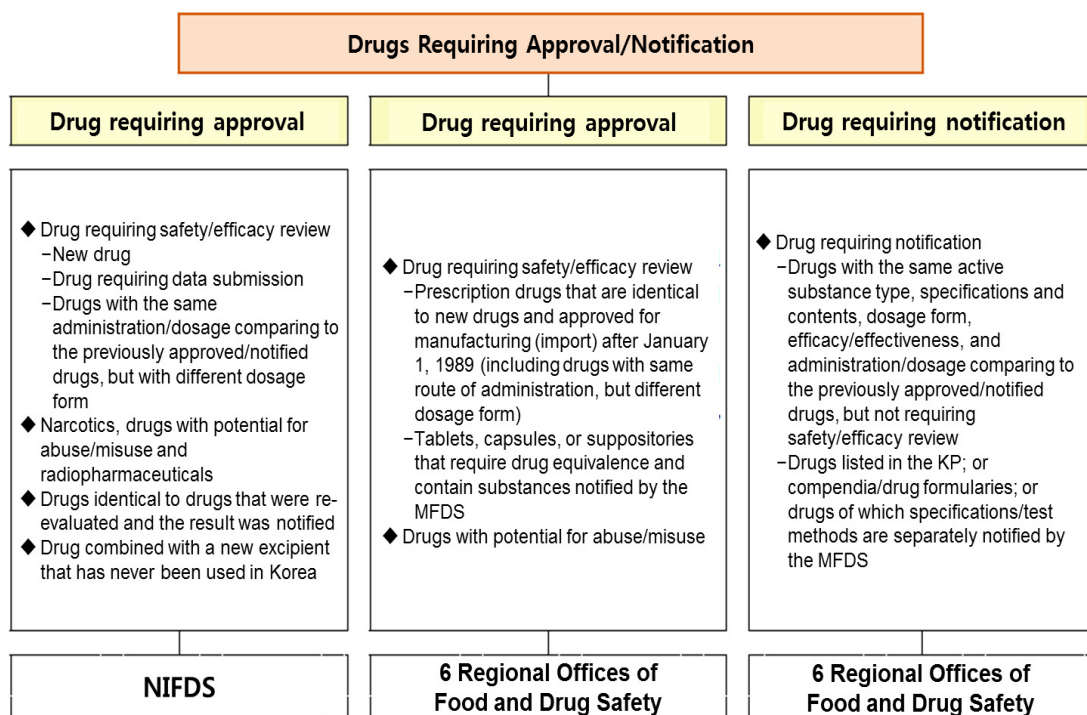 Drugs Requiring Approval/Notification
Drug requiring approval
◆ Drug requiring safety/efficacy review
−New drug
−Drug requiring data submission
−Drugs with the same
administration/dosage comparing to
the previously approved/notified
drugs, but with different dosage
form
◆ Narcotics, drugs with potential for
abuse/misuse and
radiopharmaceuticals
◆ Drugs identical to drugs that were re-
evaluated and the result was notified
◆ Drug combined with a new excipient
that has never been used in Korea
NIFDS
Drug requiring approval
◆ Drug requiring safety/efficacy review
−Prescription drugs that are identical
to new drugs and approved for
manufacturing (import) after January
1, 1989 (including drugs with same
route of administration, but different
dosage form)
−Tablets, capsules, or suppositories
that require drug equivalence and
contain substances notified by the
MFDS
◆ Drugs with potential for abuse/misuse
6 Regional Offices of
Food and Drug Safety
Drug requiring notification
◆ Drug requiring notification
−Drugs with the same active
substance type, specifications and
contents, dosage form,
efficacy/effectiveness, and
administration/dosage comparing to
the previously approved/notified
drugs, but not requiring
safety/efficacy review
−Drugs listed in the KP; or
compendia/drug formularies; or
drugs of which specifications/test
methods are separately notified by
the MFDS
6 Regional Offices of
Food and Drug Safety